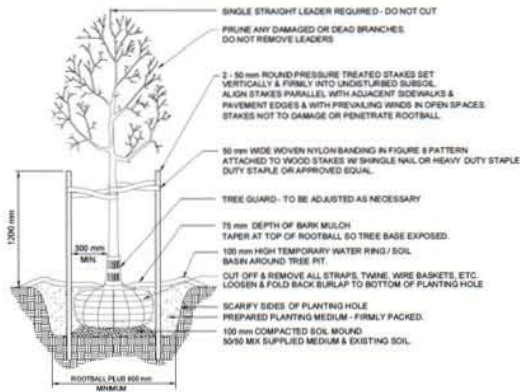 SINGLE STRAIGHT LEADER REQUIRED - DO NOT CUT
PRUNE ANY DAMAGED OR DEAD BRANCHES.
DO NOT REMOVE LEADERS
2 - 50 mm ROUND PRESSURE TREATED STAKES SET
VERTICALLY & FIRMLY INTO UNDISTURBED SUBSOIL.
ALIGN STAKES PARALLEL WITH ADJACENT SIDEWALKS &
PAVEMENT EDGES & WITH PREVAILING WINDS IN OPEN SPACES.
STAKES NOT TO DAMAGE OR PENETRATE ROOTBALL.
50 mm WIDE WOVEN NYLON BANDING IN FIGURE 8 PATTERN
ATTACHED TO WOOD STAKES W/ SHINGLE NAIL OR HEAVY DUTY STAPLE
DUTY STAPLE OR APPROVED EQUAL.
TREE GUARD - TO BE ADJUSTED AS NECESSARY
1200 mm
300 mm
MIN
75 mm DEPTH OF BARK MULCH
TAPER AT TOP OF ROOTBALL SO TREE BASE EXPOSED.
100 mm HIGH TEMPORARY WATER RING / SOIL
BASIN AROUND TREE PIT.
CUT OFF & REMOVE ALL STRAPS, TWINE, WIRE BASKETS, ETC.
LOOSEN & FOLD BACK BURLAP TO BOTTOM OF PLANTING HOLE
SCARIFY SIDES OF PLANTING HOLE
PREPARED PLANTING MEDIUM - FIRMLY PACKED.
100 mm COMPACTED SOIL MOUND
50/50 MIX SUPPLIED MEDIUM & EXISTING SOIL
ROOTBALL PLUS 600 mm
MINIMUM